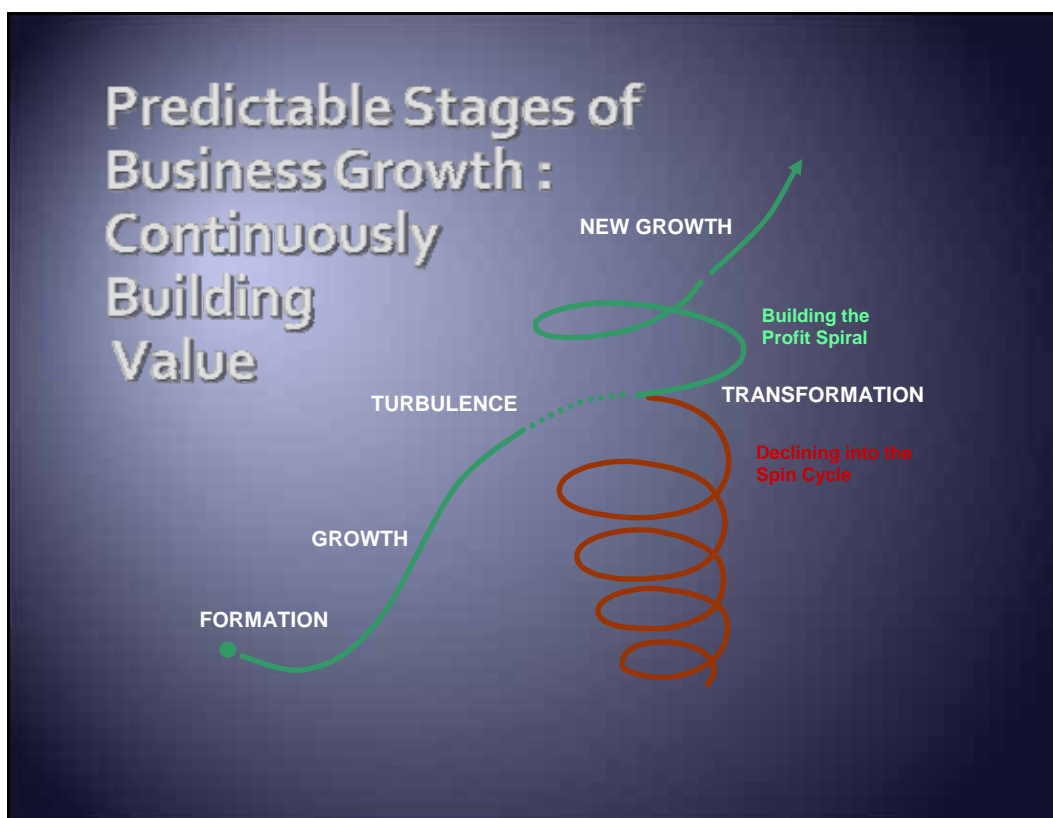 Predictable Stages of
Business Growth :
Continuously
Building
Value
NEW GROWTH
Building the
Profit Spiral
TURBULENCE
TRANSFORMATION
Declining into the
Spin Cycle
GROWTH
FORMATION